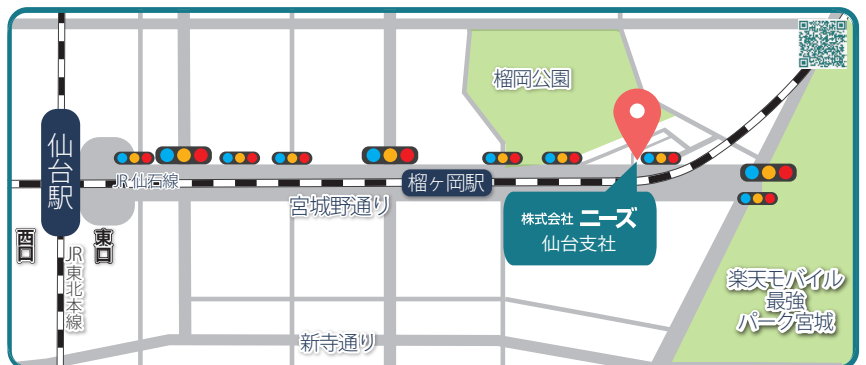 榴岡公園
仙台駅
JR 仙石線
榴ヶ岡駅
宮城野通り
株式会社 ニーズ
仙台支社
西口
東口
JR東北本線
楽天モバイル
最強
パーク宮城
新寺通り